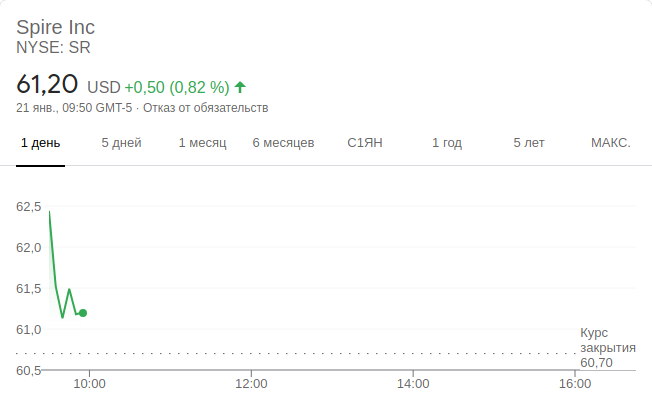 Spire Inc
NYSE: SR
61,20 USD +0,50 (0,82 %)
21 янв., 09:50 GMT-5 · Отказ от обязательств
1 день 5 дней 1 месяц 6 месяцев С1ЯН 1 год 5 лет МАКС.
62,5
62,0
61,5
61,0
Курс
закрытия
60,70
60,5
10:00 12:00 14:00 16:00